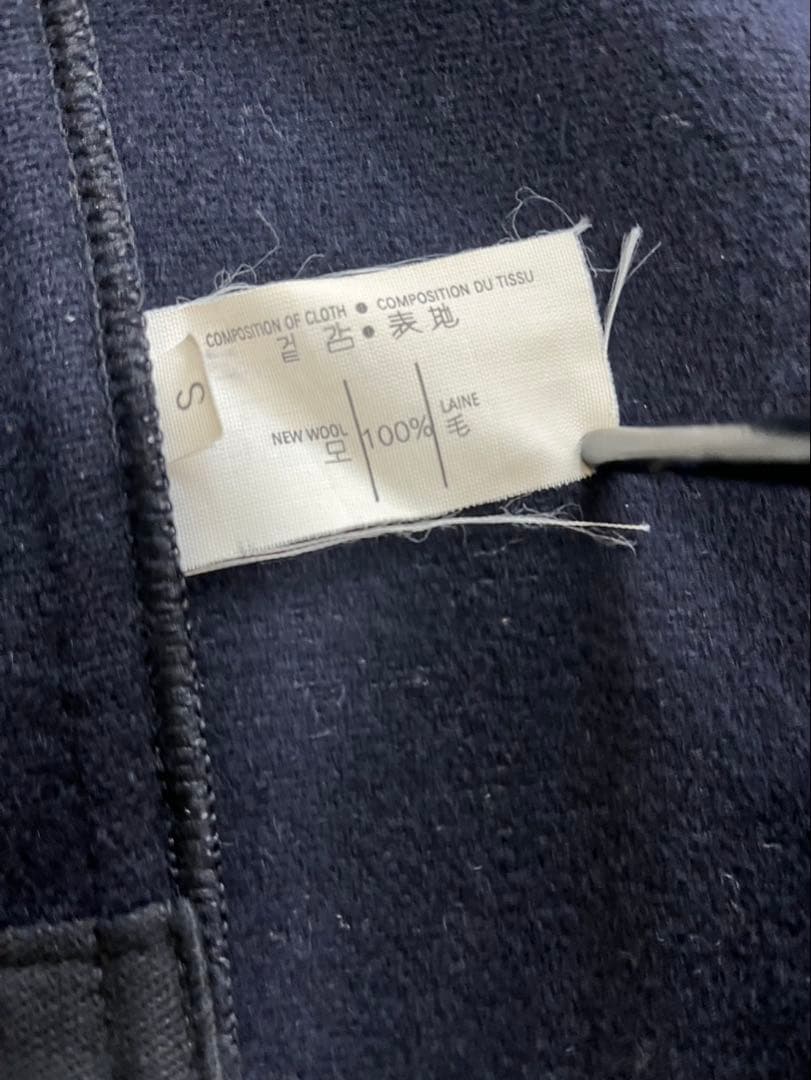 COMPOSITION OF CLOTH ● COMPOSITION DU TISSU
겉 감 ● 表 地
S
NEW WOOL 100% LAINE
모 毛